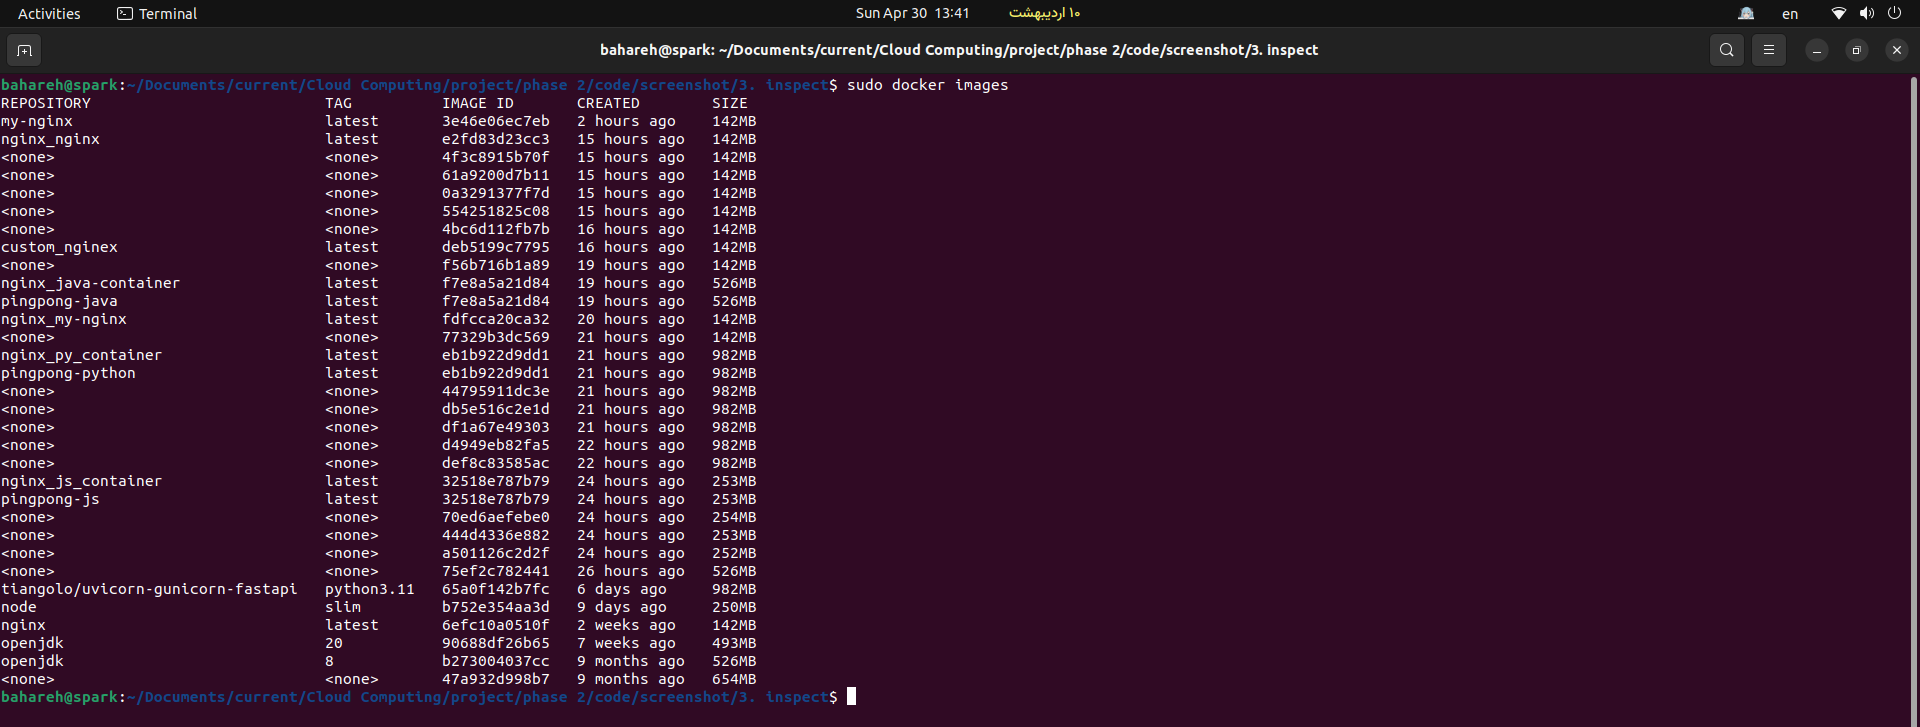 Activities Terminal Sun Apr 30 13:41 ۱۰ اردیبهشت en
bahareh@spark: ~/Documents/current/Cloud Computing/project/phase 2/code/screenshot/3. inspect
bahareh@spark:~/Documents/current/Cloud Computing/project/phase 2/code/screenshot/3. inspect$ sudo docker images
REPOSITORY TAG IMAGE ID CREATED SIZE
my-nginx latest 3e46e06ec7eb 2 hours ago 142MB
nginx_nginx latest e2fd83d23cc3 15 hours ago 142MB
<none> <none> 4f3c8915b70f 15 hours ago 142MB
<none> <none> 61a9200d7b11 15 hours ago 142MB
<none> <none> 0a3291377f7d 15 hours ago 142MB
<none> <none> 554251825c08 15 hours ago 142MB
<none> <none> 4bc6d112fb7b 16 hours ago 142MB
custom_nginex latest deb5199c7795 16 hours ago 142MB
<none> <none> f56b716b1a89 19 hours ago 142MB
nginx_java-container latest f7e8a5a21d84 19 hours ago 526MB
pingpong-java latest f7e8a5a21d84 19 hours ago 526MB
nginx_my-nginx latest fdfcca20ca32 20 hours ago 142MB
<none> <none> 77329b3dc569 21 hours ago 142MB
nginx_py_container latest eb1b922d9dd1 21 hours ago 982MB
pingpong-python latest eb1b922d9dd1 21 hours ago 982MB
<none> <none> 44795911dc3e 21 hours ago 982MB
<none> <none> db5e516c2e1d 21 hours ago 982MB
<none> <none> df1a67e49303 21 hours ago 982MB
<none> <none> d4949eb82fa5 22 hours ago 982MB
<none> <none> def8c83585ac 22 hours ago 982MB
nginx_js_container latest 32518e787b79 24 hours ago 253MB
pingpong-js latest 32518e787b79 24 hours ago 253MB
<none> <none> 70ed6aefebe0 24 hours ago 254MB
<none> <none> 444d4336e882 24 hours ago 253MB
<none> <none> a501126c2d2f 24 hours ago 252MB
<none> <none> 75ef2c782441 26 hours ago 526MB
tiangolo/uvicorn-gunicorn-fastapi python3.11 65a0f142b7fc 6 days ago 982MB
node slim b752e354aa3d 9 days ago 250MB
nginx latest 6efc10a0510f 2 weeks ago 142MB
openjdk 20 90688df26b65 7 weeks ago 493MB
openjdk 8 b273004037cc 9 months ago 526MB
<none> <none> 47a932d998b7 9 months ago 654MB
bahareh@spark:~/Documents/current/Cloud Computing/project/phase 2/code/screenshot/3. inspect$